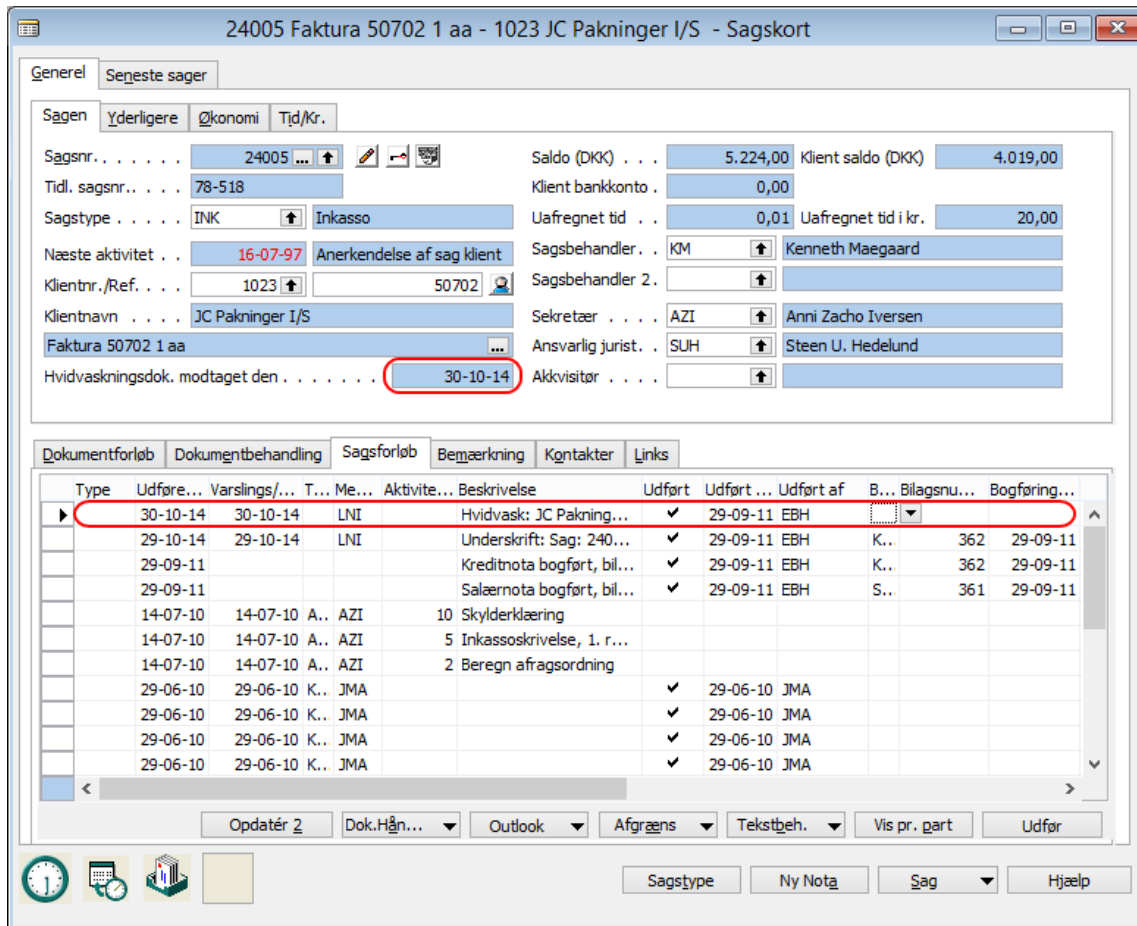 24005 Faktura 50702 1 aa - 1023 JC Pakninger I/S - Sagskort
Generel Seneste sager
Sagen Yderligere Økonomi Tid/Kr.
Sagsnr. . . . . . . 24005 ... Saldo (DKK) . . . 5.224,00 Klient saldo (DKK) 4.019,00
Tidl. sagsnr.. . . . 78-518 Klient bankkonto . 0,00
Sagstype . . . . . INK Inkasso Uafregnet tid . . 0,01 Uafregnet tid i kr. 20,00
Næste aktivitet . . 16-07-97 Anerkendelse af sag klient Sagsbehandler. . KM Kenneth Maegaard
Klientnr./Ref. . . . 1023 50702 Sagsbehandler 2.
Klientnavn . . . . JC Pakninger I/S Sekretær . . . . AZI Anni Zacho Iversen
Faktura 50702 1 aa ... Ansvarlig jurist. . SUH Steen U. Hedelund
Hvidvaskningsdok. modtaget den . . . . . . . 30-10-14 Akkvisitør . . . .
Dokumentforløb Dokumentbehandling Sagsforløb Bemærkning Kontakter Links
Type Udføre... Varslings/... T... Me... Aktivite... Beskrivelse Udført Udført ... Udført af B... Bilagsnu... Bogføring...
30-10-14 30-10-14 LNI Hvidvask: JC Pakning... ✔ 29-09-11 EBH
29-10-14 29-10-14 LNI Underskrift: Sag: 240... ✔ 29-09-11 EBH K... 362 29-09-11
29-09-11 Kreditnota bogført, bil... ✔ 29-09-11 EBH K... 362 29-09-11
29-09-11 Salærnota bogført, bil... ✔ 29-09-11 EBH S... 361 29-09-11
14-07-10 14-07-10 A... AZI 10 Skylderklæring
14-07-10 14-07-10 A... AZI 5 Inkassoskrivelse, 1. r...
14-07-10 14-07-10 A... AZI 2 Beregn afragsordning
29-06-10 29-06-10 K... JMA ✔ 29-06-10 JMA
29-06-10 29-06-10 K... JMA ✔ 29-06-10 JMA
29-06-10 29-06-10 K... JMA ✔ 29-06-10 JMA
29-06-10 29-06-10 K... JMA ✔ 29-06-10 JMA
Opdatér 2 Dok.Hån... Outlook Afgræns Tekstbeh. Vis pr. part Udfør
Sagstype Ny Nota Sag Hjælp